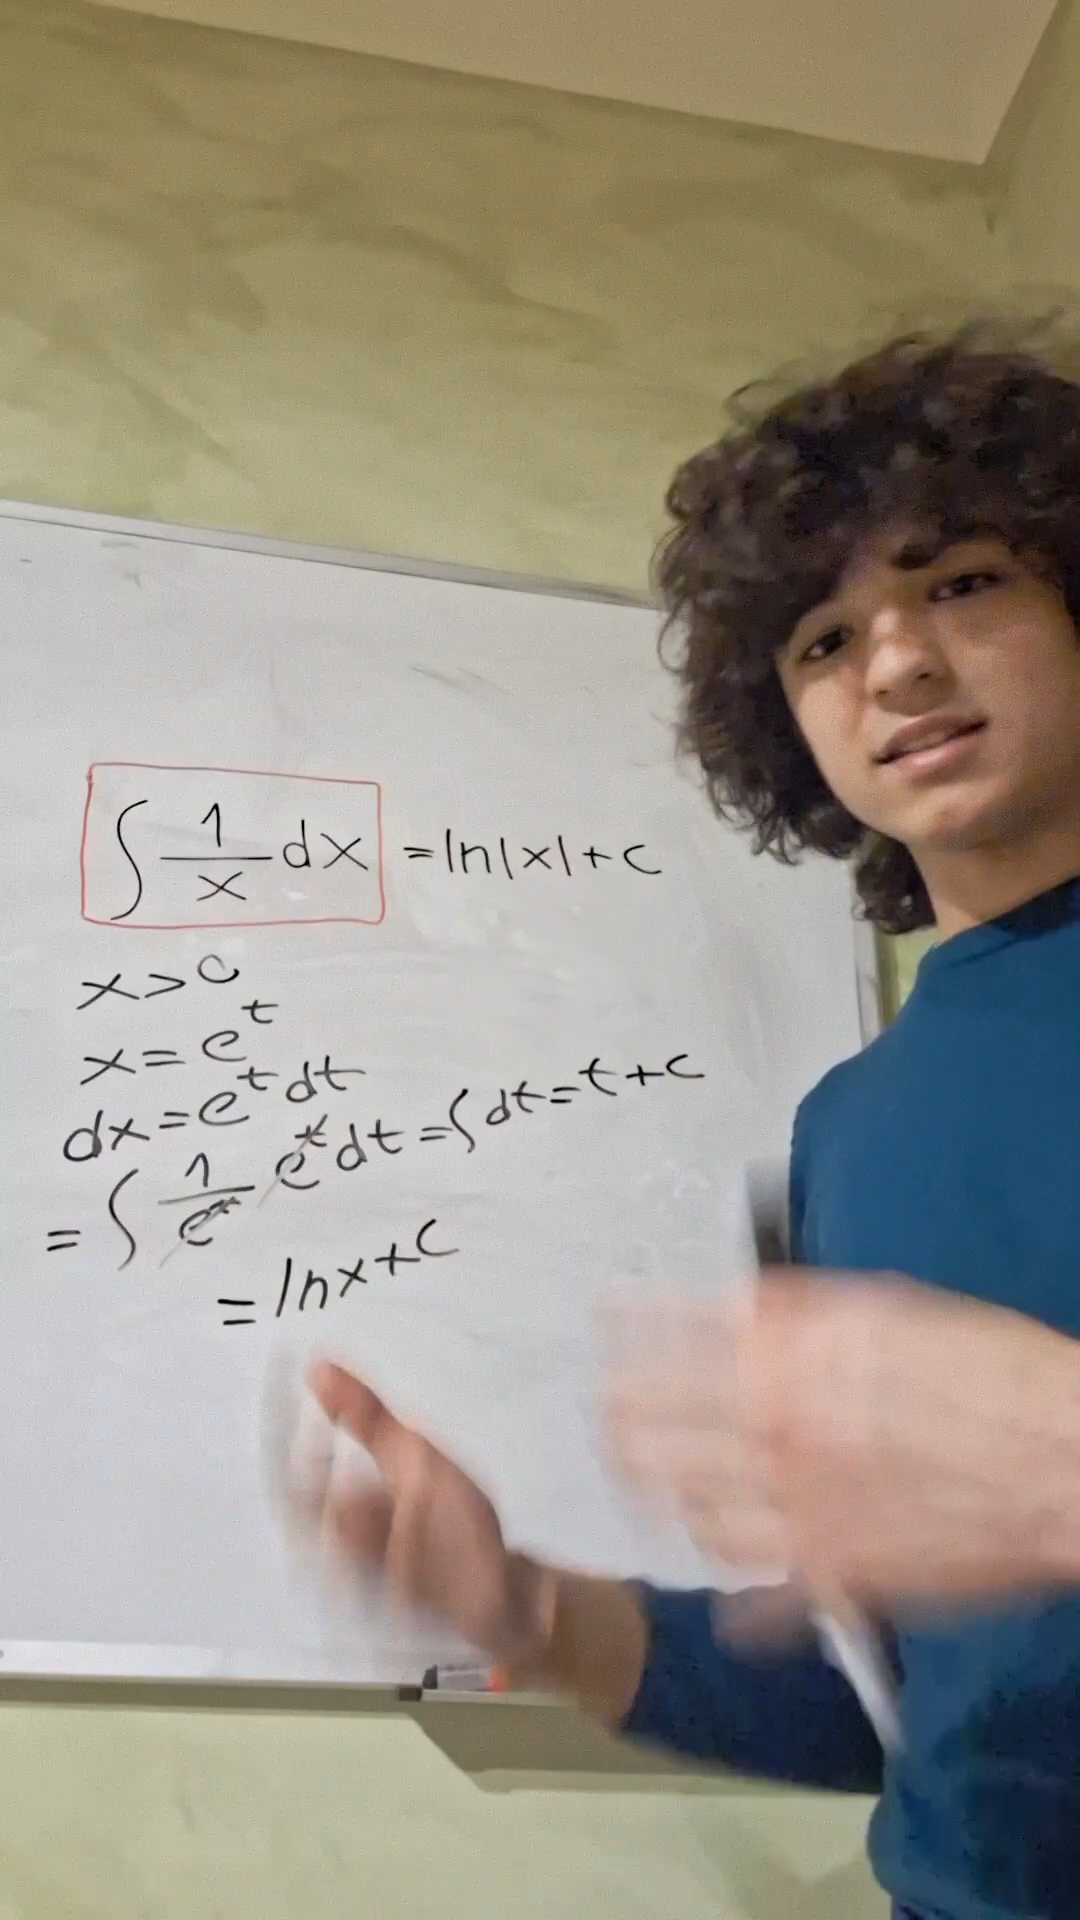 ∫ 1/x dx = ln|x| + c
x > 0
x = e^t
dx = e^t dt
= ∫ 1/e^t e^t dt = ∫ dt = t + c
= ln x + c